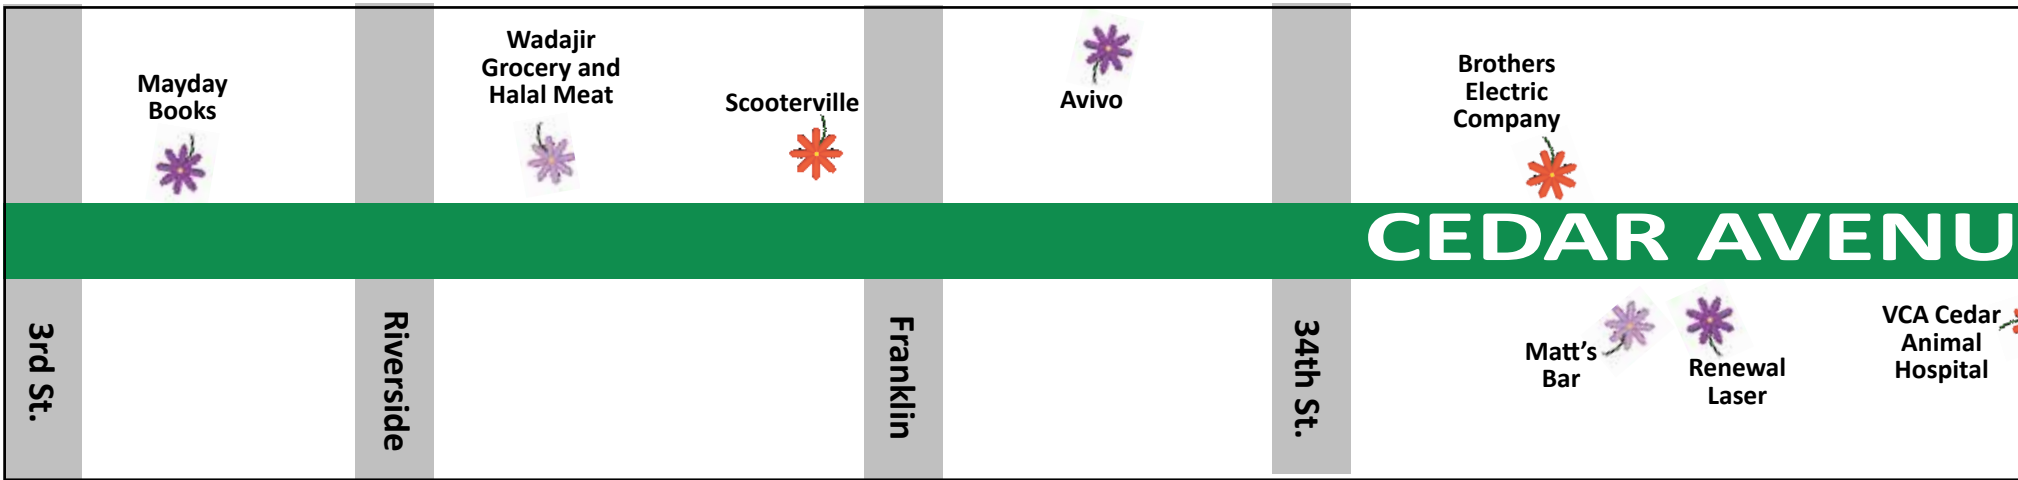 Mayday
Books
Wadajir
Grocery and
Halal Meat
Scooterville
Avivo
Brothers
Electric
Company
CEDAR AVENU
3rd St.
Riverside
Franklin
34th St.
Matt's
Bar
Renewal
Laser
VCA Cedar
Animal
Hospital